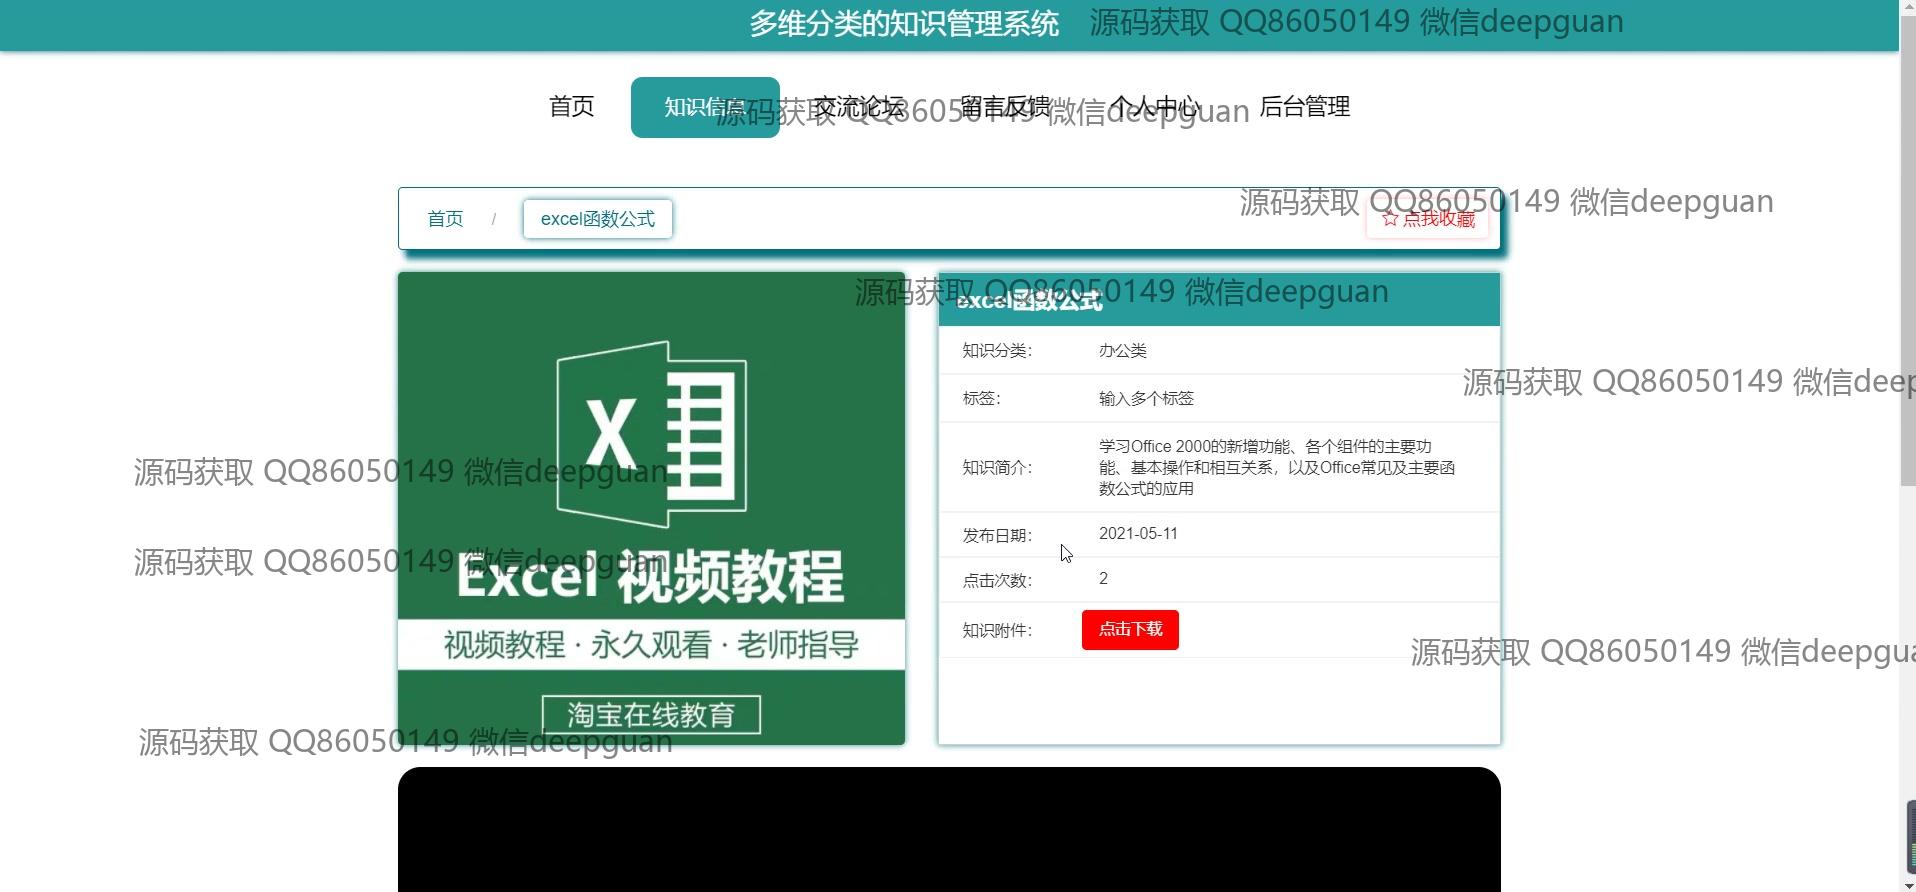 多维分类的知识管理系统
源码获取 QQ86050149 微信deepguan
首页
知识信息
交流论坛
留言反馈
个人中心
后台管理
源码获取 QQ86050149 微信deepguan
源码获取 QQ86050149 微信deepguan
首页 / excel函数公式
☆点我收藏
源码获取 QQ86050149 微信deepguan
excel函数公式
知识分类: 办公类
源码获取 QQ86050149 微信deep
标签: 输入多个标签
知识简介: 学习Office 2000的新增功能、各个组件的主要功
能、基本操作和相互关系，以及Office常见及主要函
数公式的应用
发布日期: 2021-05-11
点击次数: 2
知识附件: 点击下载
源码获取 QQ86050149 微信deepgua
X
源码获取 QQ86050149 微信deepguan
源码获取 QQ86050149 微信deepguan
Excel 视频教程
视频教程·永久观看·老师指导
淘宝在线教育
源码获取 QQ86050149 微信deepguan